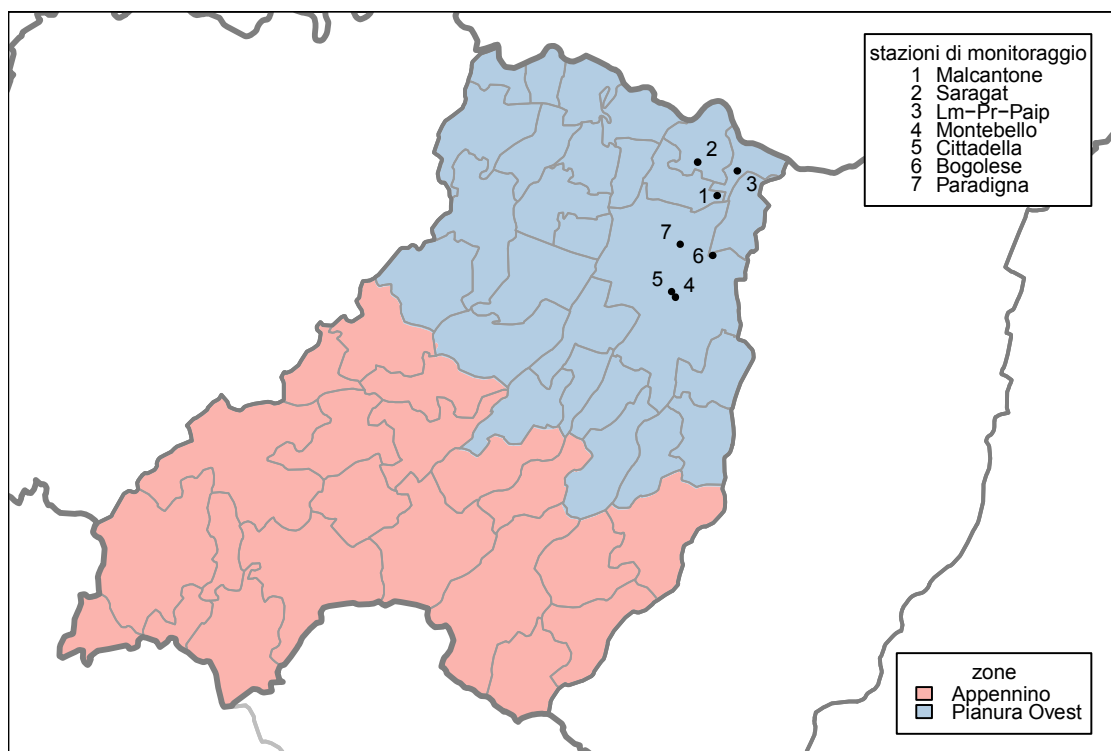 stazioni di monitoraggio
1 Malcantone
2 Saragat
3 Lm−Pr−Paip
4 Montebello
5 Cittadella
6 Bogolese
7 Paradigna
2
3
1
7
6
5
4
zone
Appennino
Pianura Ovest